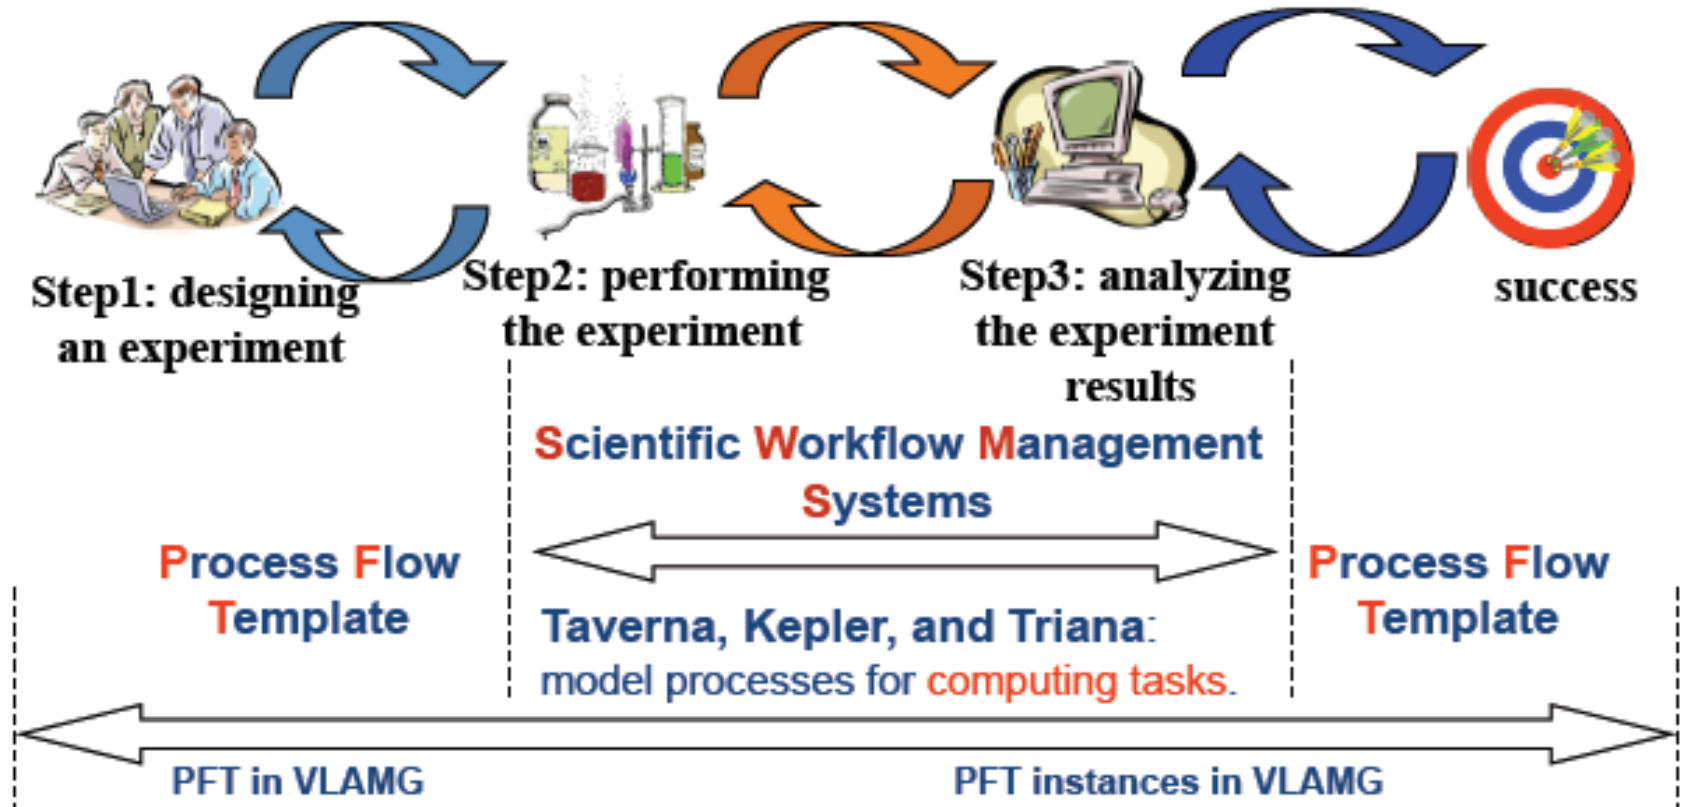 Step1: designing
an experiment
Step2: performing
the experiment
Step3: analyzing
the experiment
results
success
Scientific Workflow Management
Systems
Process Flow
Template
Taverna, Kepler, and Triana:
model processes for computing tasks.
Process Flow
Template
PFT in VLAMG
PFT instances in VLAMG